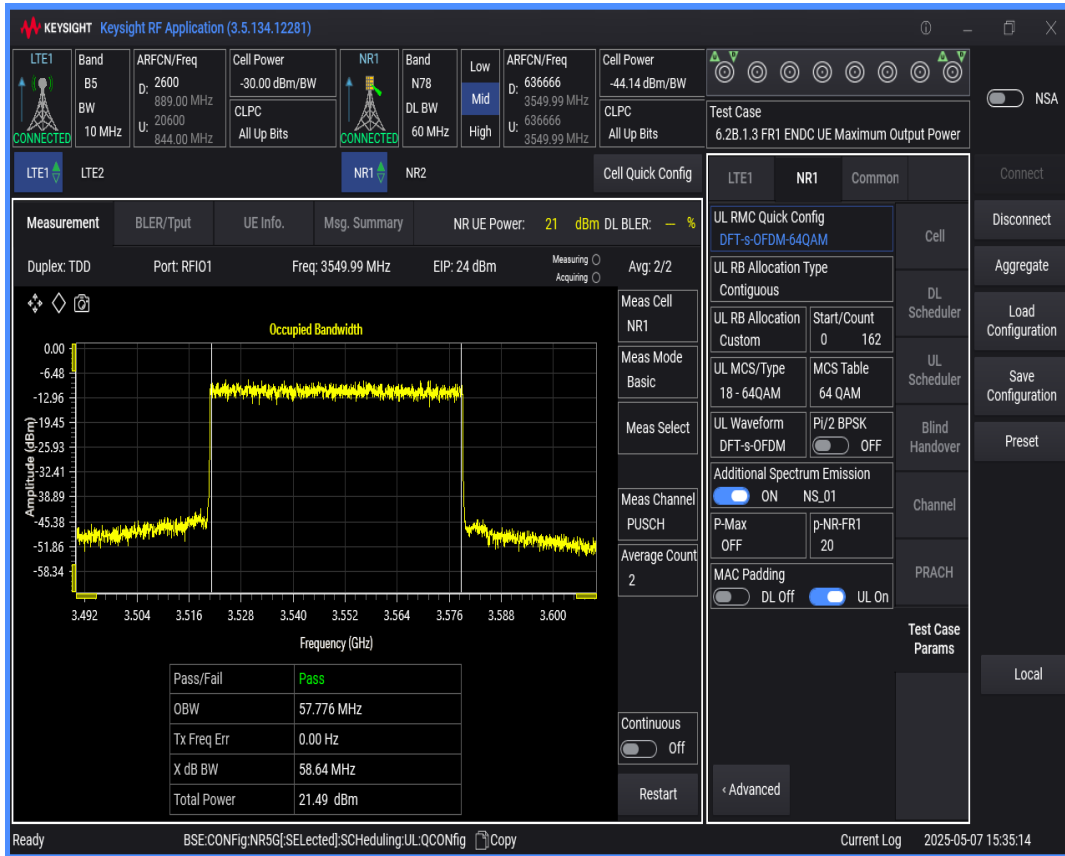 KEYSIGHT Keysight RF Application (3.5.134.12281)
LTE1 Band ARFCN/Freq Cell Power NR1 Band Low ARFCN/Freq Cell Power
B5 D: 2600 -30.00 dBm/BW N78 D: 636666 -44.14 dBm/BW
889.00 MHz 3549.99 MHz
BW CLPC DL BW Mid CLPC
CONNECTED 10 MHz U: 20600 All Up Bits CONNECTED 60 MHz High U: 636666 All Up Bits
844.00 MHz 3549.99 MHz
Test Case
6.2B.1.3 FR1 ENDC UE Maximum Output Power
NSA
LTE1 LTE2 NR1 NR2 Cell Quick Config
LTE1 NR1 Common
Connect
Measurement BLER/Tput UE Info. Msg. Summary NR UE Power: 21 dBm DL BLER: — %
Duplex: TDD Port: RFIO1 Freq: 3549.99 MHz EIP: 24 dBm Measuring Avg: 2/2
Acquiring
Occupied Bandwidth
Amplitude (dBm)
0.00
-6.48
-12.96
-19.45
-25.93
-32.41
-38.89
-45.38
-51.86
-58.34
3.492 3.504 3.516 3.528 3.540 3.552 3.564 3.576 3.588 3.600
Frequency (GHz)
Pass/Fail Pass
OBW 57.776 MHz
Tx Freq Err 0.00 Hz
X dB BW 58.64 MHz
Total Power 21.49 dBm
Meas Cell
NR1
Meas Mode
Basic
Meas Select
Meas Channel
PUSCH
Average Count
2
Continuous
Off
Restart
UL RMC Quick Config
DFT-s-OFDM-64QAM
UL RB Allocation Type
Contiguous
UL RB Allocation Start/Count
Custom 0 162
UL MCS/Type MCS Table
18 - 64QAM 64 QAM
UL Waveform Pi/2 BPSK
DFT-s-OFDM OFF
Additional Spectrum Emission
ON NS_01
P-Max p-NR-FR1
OFF 20
MAC Padding
DL Off UL On
‹ Advanced
Cell
DL
Scheduler
UL
Scheduler
Blind
Handover
Channel
PRACH
Test Case
Params
Disconnect
Aggregate
Load
Configuration
Save
Configuration
Preset
Local
Ready BSE:CONFig:NR5G[:SELected]:SCHeduling:UL:QCONfig Copy Current Log 2025-05-07 15:35:14